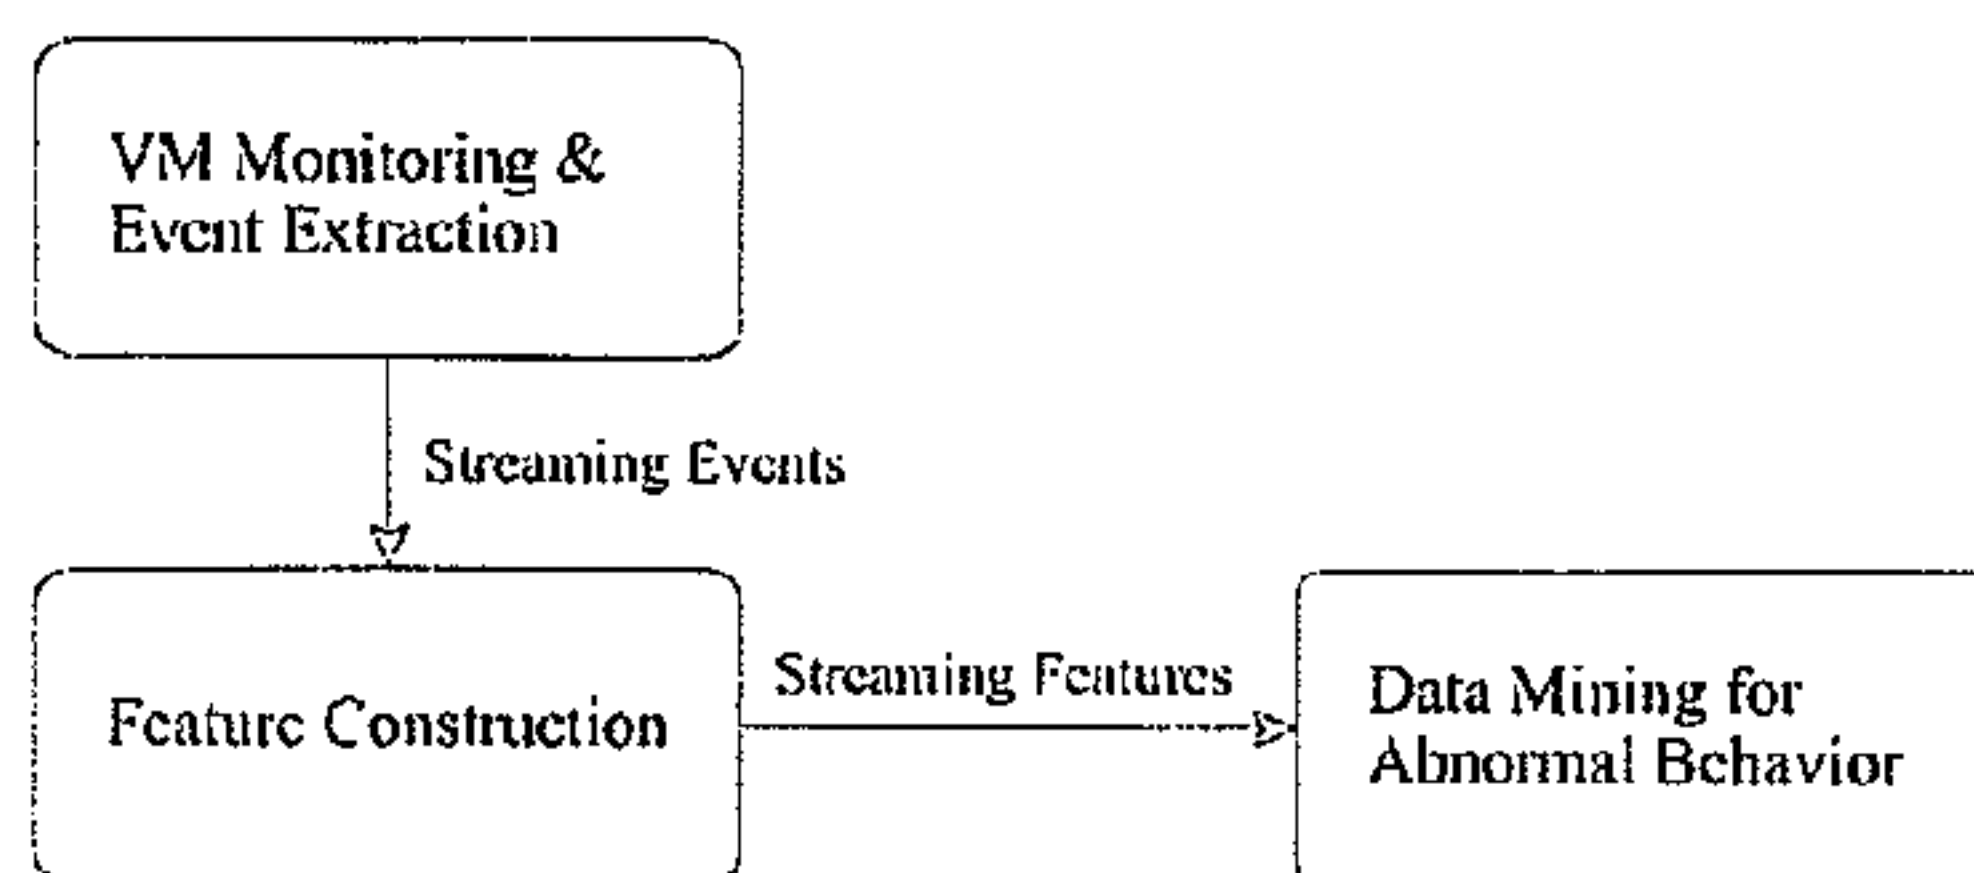 VM Monitoring &
Event Extraction
Streaming Events
Streaming Features
Feature Construction
Data Mining for
Abnormal Behavior